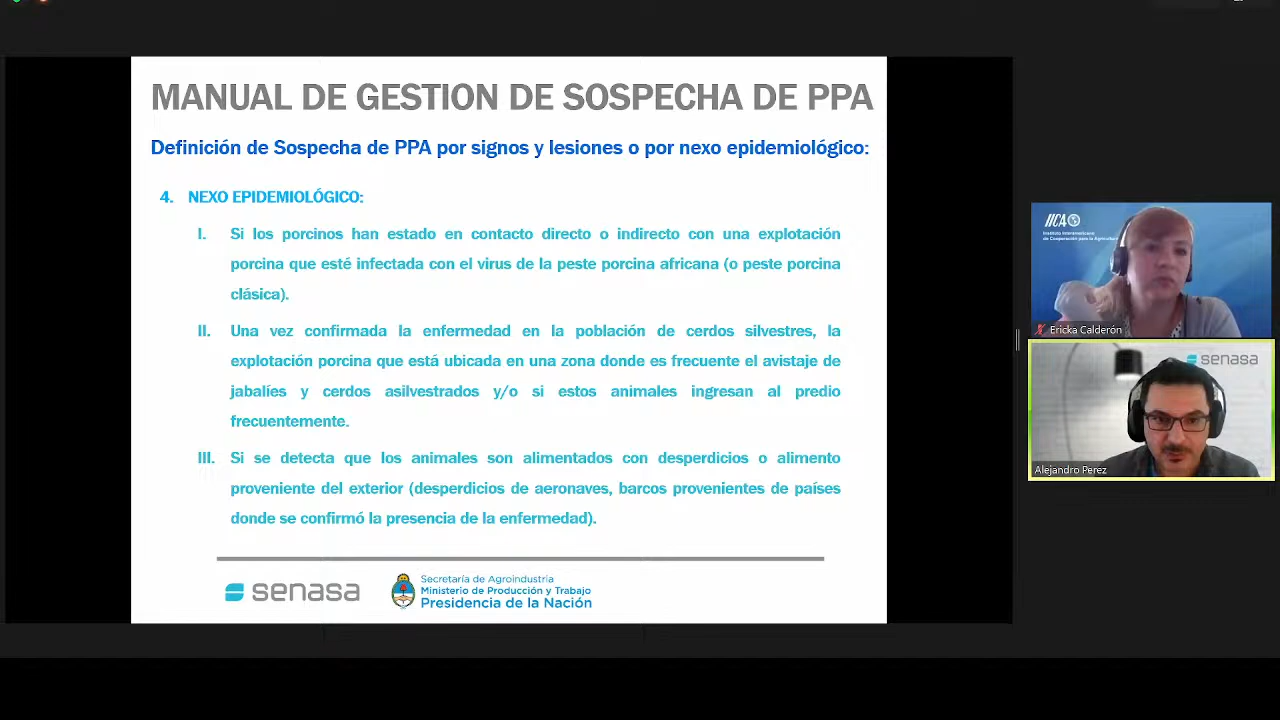 MANUAL DE GESTION DE SOSPECHA DE PPA
Definición de Sospecha de PPA por signos y lesiones o por nexo epidemiológico:
4. NEXO EPIDEMIOLÓGICO:
I. Si los porcinos han estado en contacto directo o indirecto con una explotación
porcina que esté infectada con el virus de la peste porcina africana (o peste porcina
clásica).
II. Una vez confirmada la enfermedad en la población de cerdos silvestres, la
explotación porcina que está ubicada en una zona donde es frecuente el avistaje de
jabalíes y cerdos asilvestrados y/o si estos animales ingresan al predio
frecuentemente.
III. Si se detecta que los animales son alimentados con desperdicios o alimento
proveniente del exterior (desperdicios de aeronaves, barcos provenientes de países
donde se confirmó la presencia de la enfermedad).
senasa
Secretaría de Agroindustria
Ministerio de Producción y Trabajo
Presidencia de la Nación
IICA
Instituto Interamericano
de Cooperación para la Agricultura
Ericka Calderón
senasa
Alejandro Perez